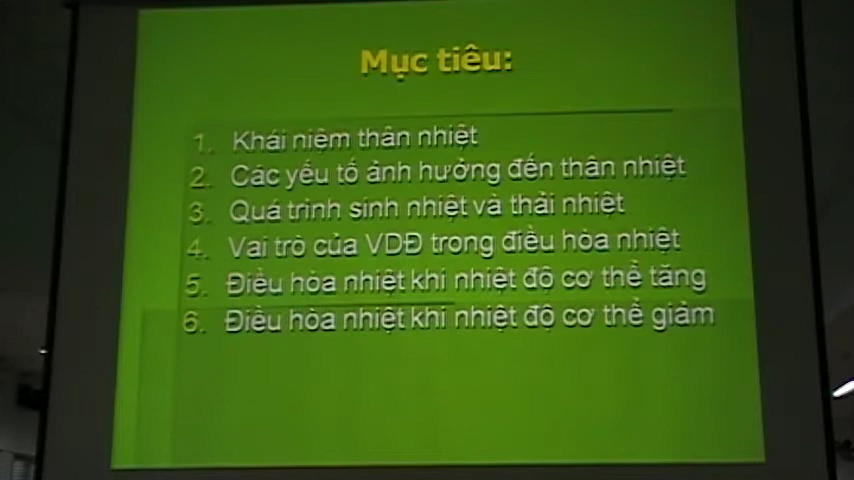 Mục tiêu:
1. Khái niệm thân nhiệt
2. Các yếu tố ảnh hưởng đến thân nhiệt
3. Quá trình sinh nhiệt và thải nhiệt
4. Vai trò của VDĐ trong điều hòa nhiệt
5. Điều hòa nhiệt khi nhiệt độ cơ thể tăng
6. Điều hòa nhiệt khi nhiệt độ cơ thể giảm